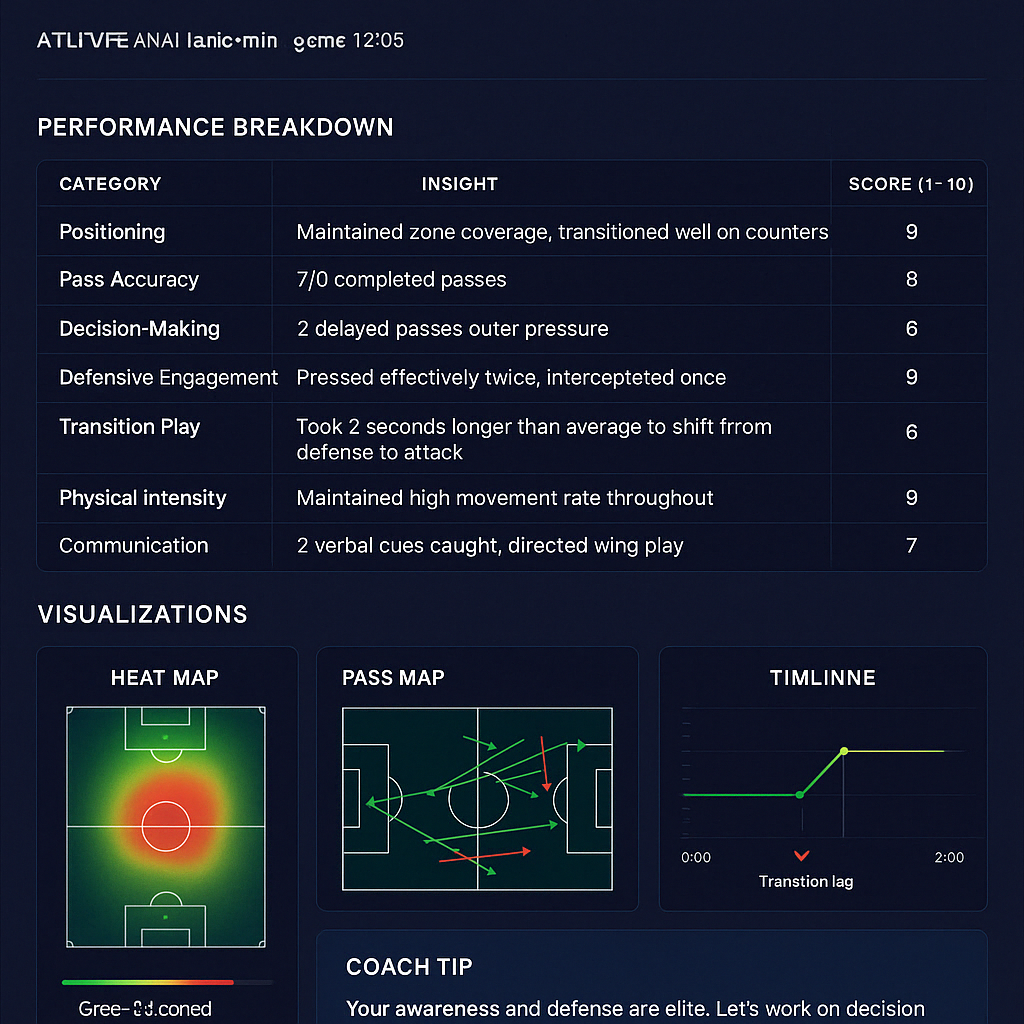 ANAI lanic•min geme 12:05
PERFORMANCE BREAKDOWN
CATEGORY INSIGHT SCORE (1-10)
Positioning Maintained zone coverage, transitioned well on counters 9
Pass Accuracy 7/0 completed passes 8
Decision-Making 2 delayed passes outer pressure 6
Defensive Engagement Pressed effectively twice, intercepteted once 9
Transition Play Took 2 seconds longer than average to shift frrom 6
defense to attack
Physical intensity Maintained high movement rate throughout 9
Communication 2 verbal cues caught, directed wing play 7
VISUALIZATIONS
HEAT MAP
PASS MAP
TIMLINNE
0:00 2:00
Transtion lag
COACH TIP
Your awareness and defense are elite. Let's work on decision